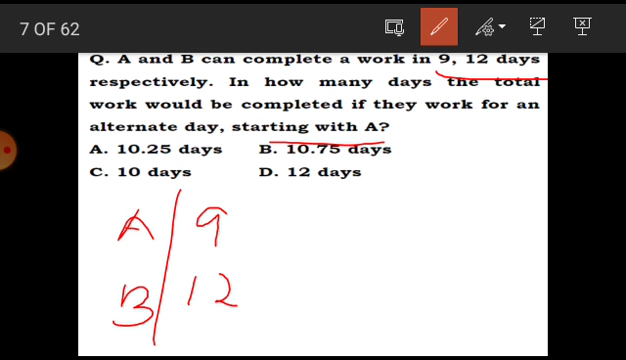 7 OF 62
Q. A and B can complete a work in 9, 12 days
respectively. In how many days the total
work would be completed if they work for an
alternate day, starting with A?
A. 10.25 days B. 10.75 days
C. 10 days D. 12 days
A 9
B 12